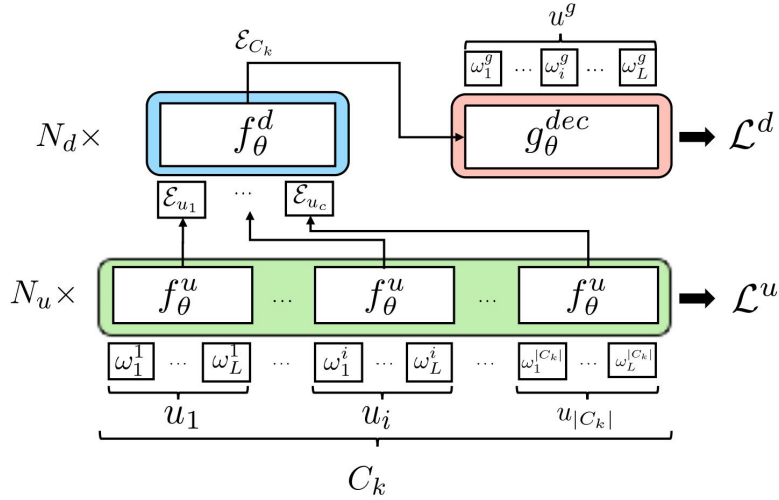 u^g
ℰ_{C_k}
ω_1^g ... ω_i^g ... ω_L^g
N_d × f_θ^d g_θ^{dec} ℒ^d
ℰ_{u_1} ... ℰ_{u_c}
N_u × f_θ^u ... f_θ^u ... f_θ^u ℒ^u
ω_1^1 ... ω_L^1 ... ω_1^i ... ω_L^i ... ω_1^{|C_k|} ... ω_L^{|C_k|}
u_1 u_i u_{|C_k|}
C_k